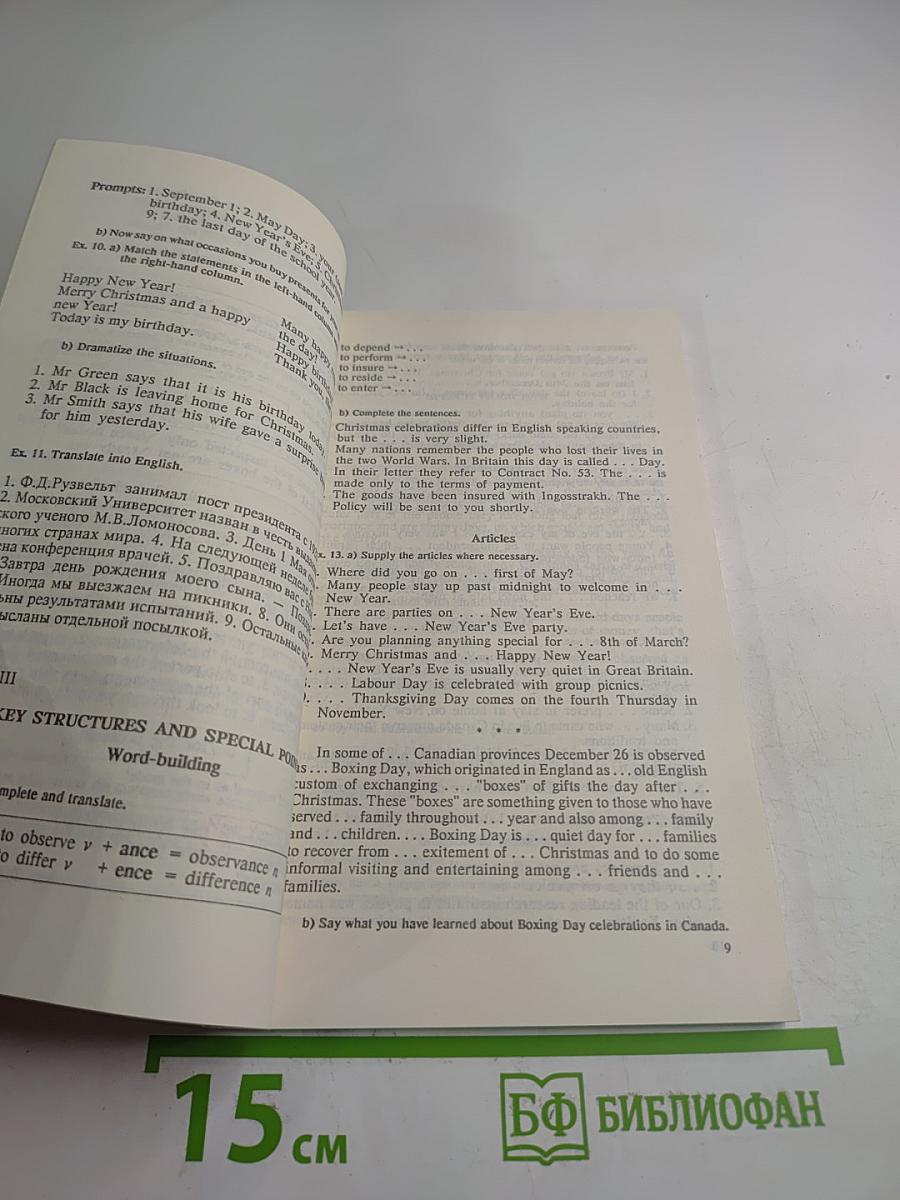 Prompts: 1. September 1; 2. May Day; 3. your
birthday; 4. New Year's Eve; 5.
9; 7. the last day of the school year.
b) Now say on what occasions you buy presents for
Ex. 10. a) Match the statements in the left-hand column
the right-hand column.
Happy New Year!
Merry Christmas and a happy
new Year!
Today is my birthday.
Many happy
the day!
Happy
Thank you,
b) Dramatize the situations.
1. Mr Green says that it is his birthday today.
2. Mr Black is leaving home for Christmas.
3. Mr Smith says that his wife gave a surprise
for him yesterday.
Ex. 11. Translate into English.
1. Ф.Д.Рузвельт занимал пост президента с
2. Московский Университет назван в честь
ского ученого М.В.Ломоносова. 3. День 1 Мая
многих странах мира. 4. На следующей неделе
на конференция врачей. 5. Поздравляю вас с
Завтра день рождения моего сына. —
Иногда мы выезжаем на пикники. 8. Они
ны результатами испытаний. 9. Остальные
ысланы отдельной посылкой.
III
KEY STRUCTURES AND SPECIAL
Word-building
mplete and translate.
to observe v + ance = observance n
to differ v + ence = difference n
to depend → . . .
to perform → . . .
to insure → . . .
to reside → . . .
to enter → . . .
b) Complete the sentences.
Christmas celebrations differ in English speaking countries,
but the . . . is very slight.
Many nations remember the people who lost their lives in
the two World Wars. In Britain this day is called . . . Day.
In their letter they refer to Contract No. 53. The . . . is
made only to the terms of payment.
The goods have been insured with Ingosstrakh. The . . .
Policy will be sent to you shortly.
Articles
x. 13. a) Supply the articles where necessary.
Where did you go on . . . first of May?
Many people stay up past midnight to welcome in . . .
New Year.
There are parties on . . . New Year's Eve.
Let's have . . . New Year's Eve party.
Are you planning anything special for . . . 8th of March?
Merry Christmas and . . . Happy New Year!
. . . New Year's Eve is usually very quiet in Great Britain.
. . . Labour Day is celebrated with group picnics.
. . . Thanksgiving Day comes on the fourth Thursday in
November.
* * *
In some of . . . Canadian provinces December 26 is observed
as . . . Boxing Day, which originated in England as . . . old English
custom of exchanging . . . "boxes" of gifts the day after . . .
Christmas. These "boxes" are something given to those who have
served . . . family throughout . . . year and also among . . . family
and . . . children. . . . Boxing Day is . . . quiet day for . . . families
to recover from . . . exitement of . . . Christmas and to do some
informal visiting and entertaining among . . . friends and . . .
families.
b) Say what you have learned about Boxing Day celebrations in Canada.
9
15 см
БФ БИБЛИОФАН